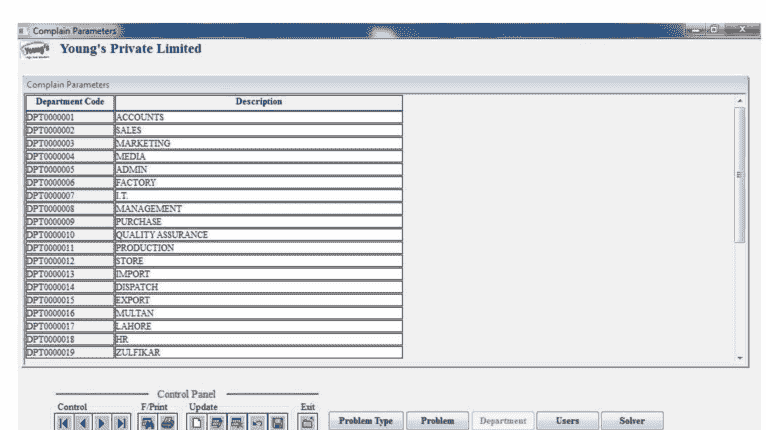 Complain Parameters
Young's Young's Private Limited
Complain Parameters
Department Code Description
DPT0000001 ACCOUNTS
DPT0000002 SALES
DPT0000003 MARKETING
DPT0000004 MEDIA
DPT0000005 ADMIN
DPT0000006 FACTORY
DPT0000007 I.T.
DPT0000008 MANAGEMENT
DPT0000009 PURCHASE
DPT0000010 QUALITY ASSURANCE
DPT0000011 PRODUCTION
DPT0000012 STORE
DPT0000013 IMPORT
DPT0000014 DISPATCH
DPT0000015 EXPORT
DPT0000016 MULTAN
DPT0000017 LAHORE
DPT0000018 HR
DPT0000019 ZULFIKAR
Control Panel
Control F/Print Update Exit
Problem Type Problem Department Users Solver